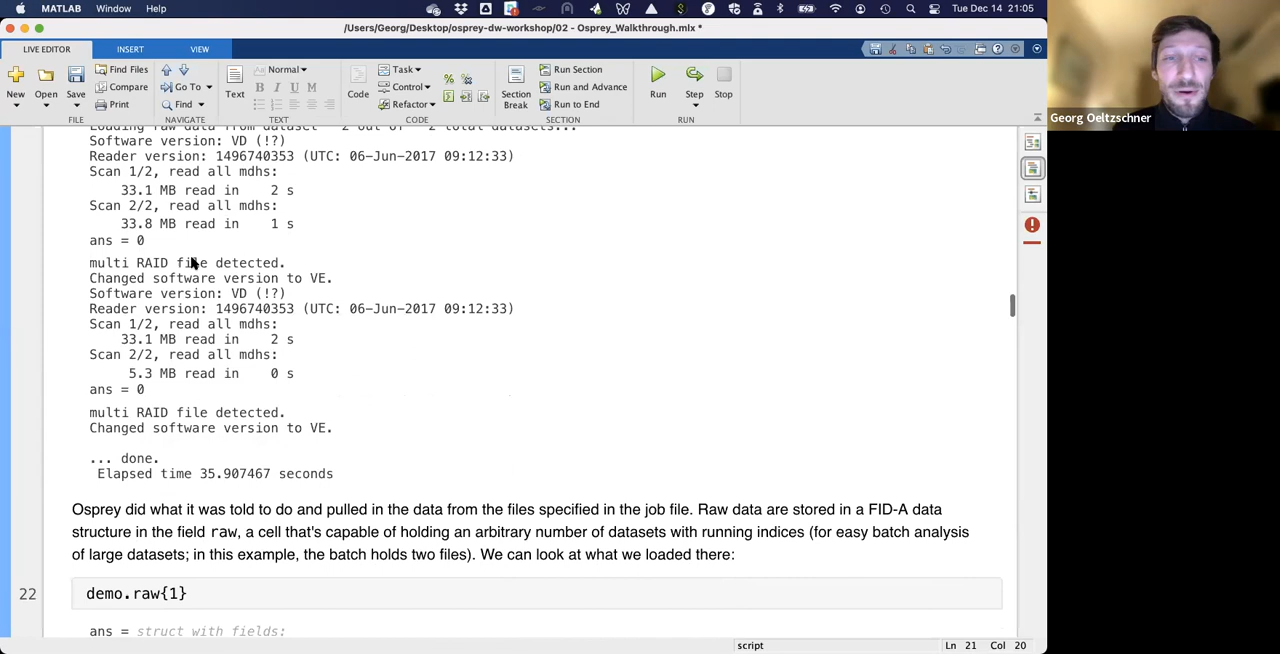 MATLAB Window Help
Tue Dec 14 21:05
/Users/Georg/Desktop/osprey-dw-workshop/02 - Osprey_Walkthrough.mlx *
LIVE EDITOR INSERT VIEW
New Open Save
Find Files
Compare
Print
FILE
Go To
Find
NAVIGATE
Text
Normal
B I U M
TEXT
Code
Task
Control
Refactor
CODE
Section Break
Run Section
Run and Advance
Run to End
SECTION
Run Step Stop
RUN
Georg Oeltzschner
Loading raw data from dataset 2 out of 2 total datasets...
Software version: VD (!?)
Reader version: 1496740353 (UTC: 06-Jun-2017 09:12:33)
Scan 1/2, read all mdhs:
33.1 MB read in 2 s
Scan 2/2, read all mdhs:
33.8 MB read in 1 s
ans = 0
multi RAID file detected.
Changed software version to VE.
Software version: VD (!?)
Reader version: 1496740353 (UTC: 06-Jun-2017 09:12:33)
Scan 1/2, read all mdhs:
33.1 MB read in 2 s
Scan 2/2, read all mdhs:
5.3 MB read in 0 s
ans = 0
multi RAID file detected.
Changed software version to VE.
... done.
Elapsed time 35.907467 seconds
Osprey did what it was told to do and pulled in the data from the files specified in the job file. Raw data are stored in a FID-A data
structure in the field raw, a cell that's capable of holding an arbitrary number of datasets with running indices (for easy batch analysis
of large datasets; in this example, the batch holds two files). We can look at what we loaded there:
22 demo.raw{1}
ans = struct with fields:
script Ln 21 Col 20